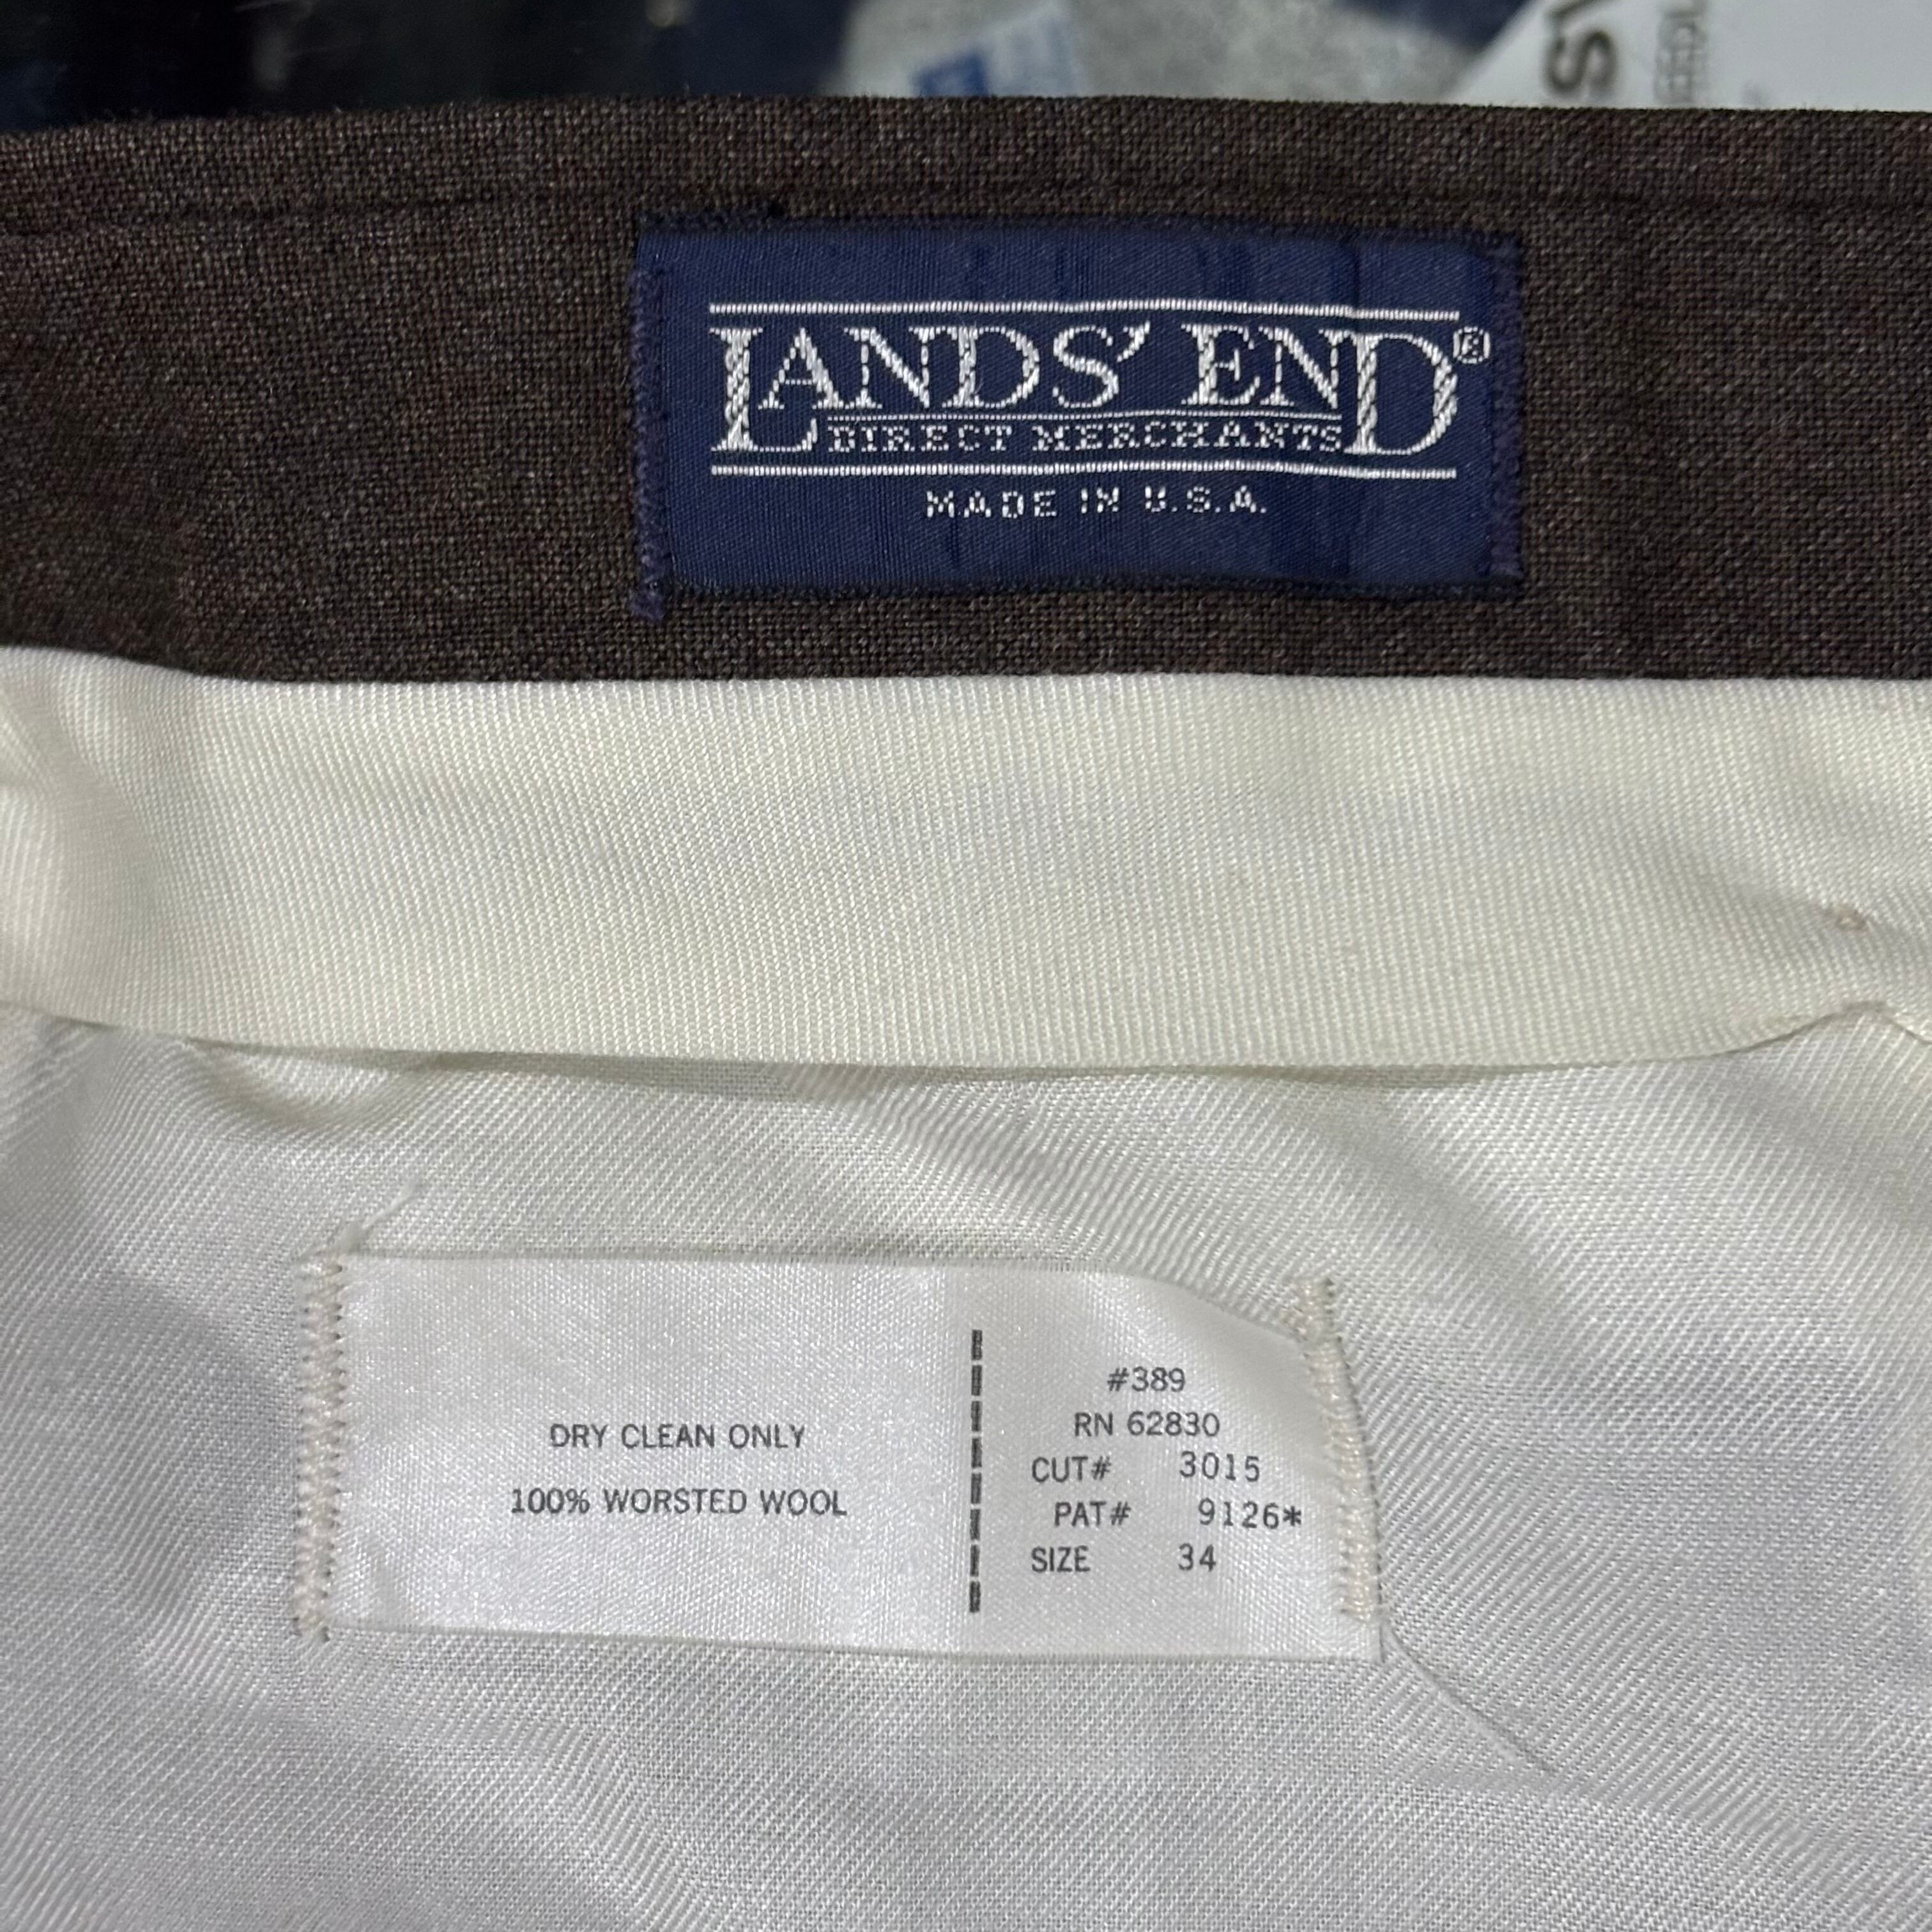 LANDS' END®
DIRECT MERCHANTS
MADE IN U.S.A.
DRY CLEAN ONLY
100% WORSTED WOOL
#389
RN 62830
CUT# 3015
PAT# 9126*
SIZE 34